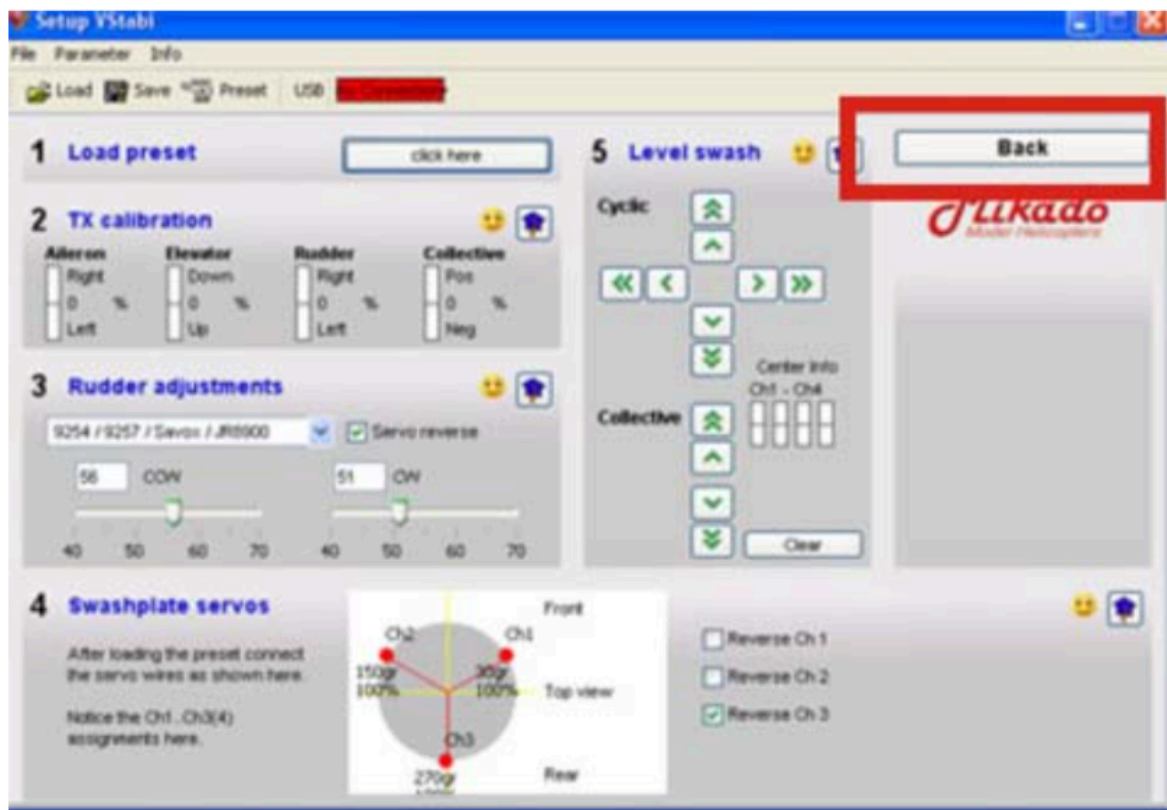 Setup VStabi
File Parameter Info
Load Save Preset USB
1 Load preset
click here
2 TX calibration
Aileron Elevator Rudder Collective
Right Down Right Pos
0 % 0 % 0 % 0 %
Left Up Left Neg
3 Rudder adjustments
9254 / 9257 / Savox / JR8900 Servo reverse
56 CCW 51 CW
40 50 60 70 40 50 60 70
4 Swashplate servos
After loading the preset connect
the servo wires as shown here.
Notice the Ch1..Ch3(4)
assignments here.
Front
Ch2 Ch1
150gr 30gr
100% 100% Top view
Ch3
270gr
100%
Rear
Reverse Ch 1
Reverse Ch 2
Reverse Ch 3
5 Level swash
Cyclic
Center Info
Ch1 - Ch4
Collective
Clear
Back
Mikado
Model Helicopters